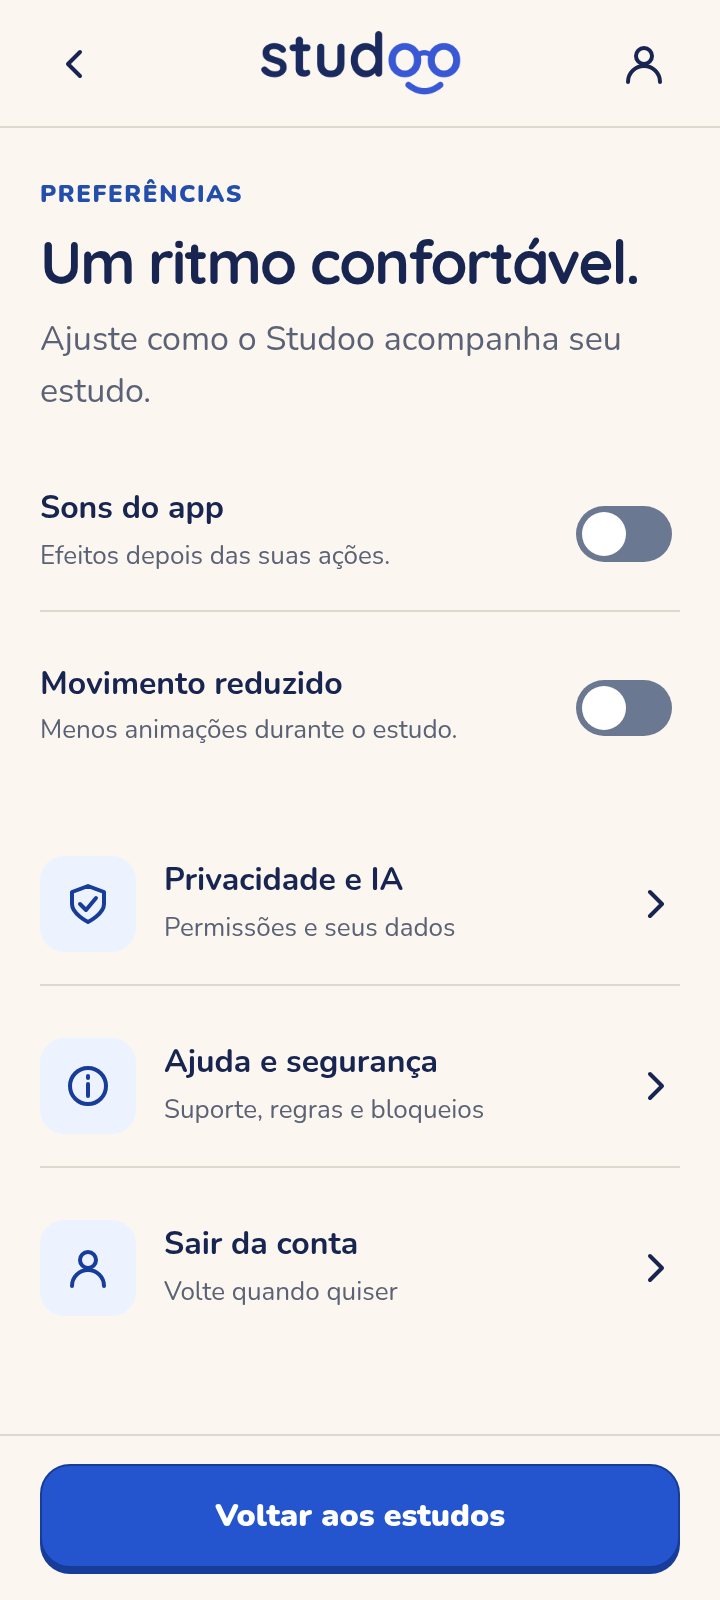 studoo
PREFERÊNCIAS
Um ritmo confortável.
Ajuste como o Studoo acompanha seu
estudo.
Sons do app
Efeitos depois das suas ações.
Movimento reduzido
Menos animações durante o estudo.
Privacidade e IA
Permissões e seus dados
Ajuda e segurança
Suporte, regras e bloqueios
Sair da conta
Volte quando quiser
Voltar aos estudos